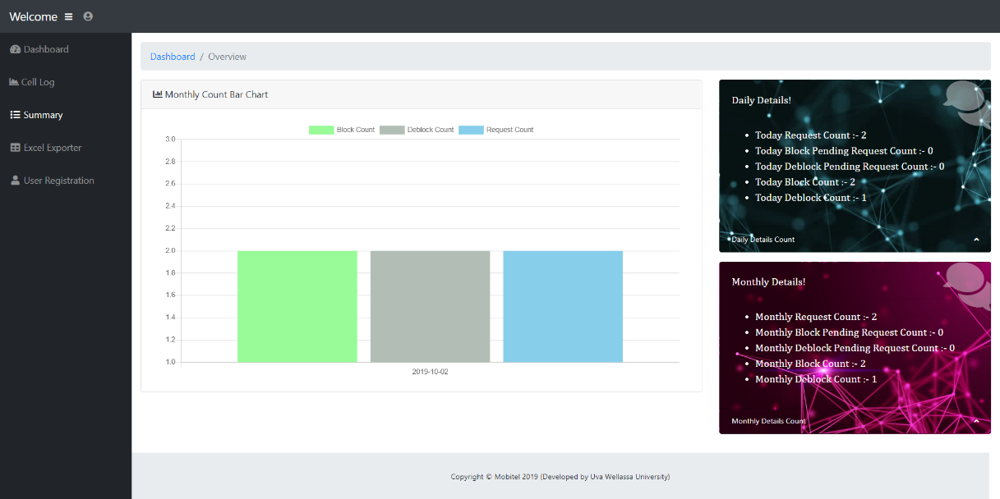 Welcome
Dashboard
Cell Log
Summary
Excel Exporter
User Registration
Dashboard / Overview
Monthly Count Bar Chart
Block Count Deblock Count Request Count
3.0
2.8
2.6
2.4
2.2
2.0
1.8
1.6
1.4
1.2
1.0
2019-10-02
Daily Details!
• Today Request Count :- 2
• Today Block Pending Request Count :- 0
• Today Deblock Pending Request Count :- 0
• Today Block Count :- 2
• Today Deblock Count :- 1
Daily Details Count
Monthly Details!
• Monthly Request Count :- 2
• Monthly Block Pending Request Count :- 0
• Monthly Deblock Pending Request Count :- 0
• Monthly Block Count :- 2
• Monthly Deblock Count :- 1
Monthly Details Count
Copyright © Mobitel 2019 (Developed by Uva Wellassa University)